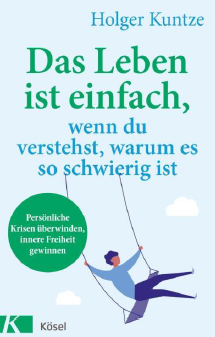 Holger Kuntze
Das Leben
ist einfach,
wenn du
verstehst, warum es
so schwierig ist
Persönliche
Krisen überwinden,
innere Freiheit
gewinnen
K
Kösel